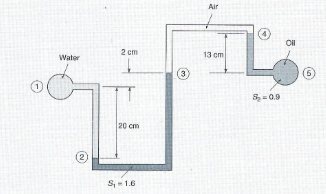 Air
④
Oil
2 cm
13 cm
Water
③
⑤
①
S₂ = 0.9
20 cm
②
S₁ = 1.6